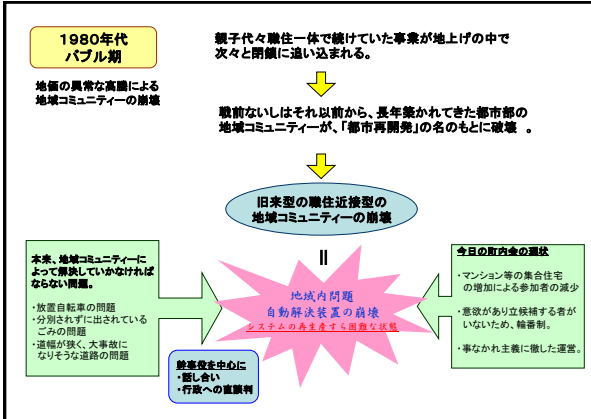 1980年代
バブル期
親子代々職住一体で続けていた事業が地上げの中で
次々と閉鎖に追い込まれる。
地価の異常な高騰による
地域コミュニティーの崩壊
戦前ないしはそれ以前から、長年築かれてきた都市部の
地域コミュニティーが、「都市再開発」の名のもとに破壊 。
旧来型の職住近接型の
地域コミュニティーの崩壊
=
本来、地域コミュニティーに
よって解決していかなければ
ならない問題。
・放置自転車の問題
・分別されずに出されている
ごみの問題
・道幅が狭く、大事故に
なりそうな道路の問題
地域内問題
自動解決装置の崩壊
システムの再生産すら困難な状態
今日の町内会の現状
・マンション等の集合住宅
の増加による参加者の減少
・意欲があり立候補する者が
いないため、輪番制。
・事なかれ主義に徹した運営。
幹事役を中心に
・話し合い
・行政への直談判